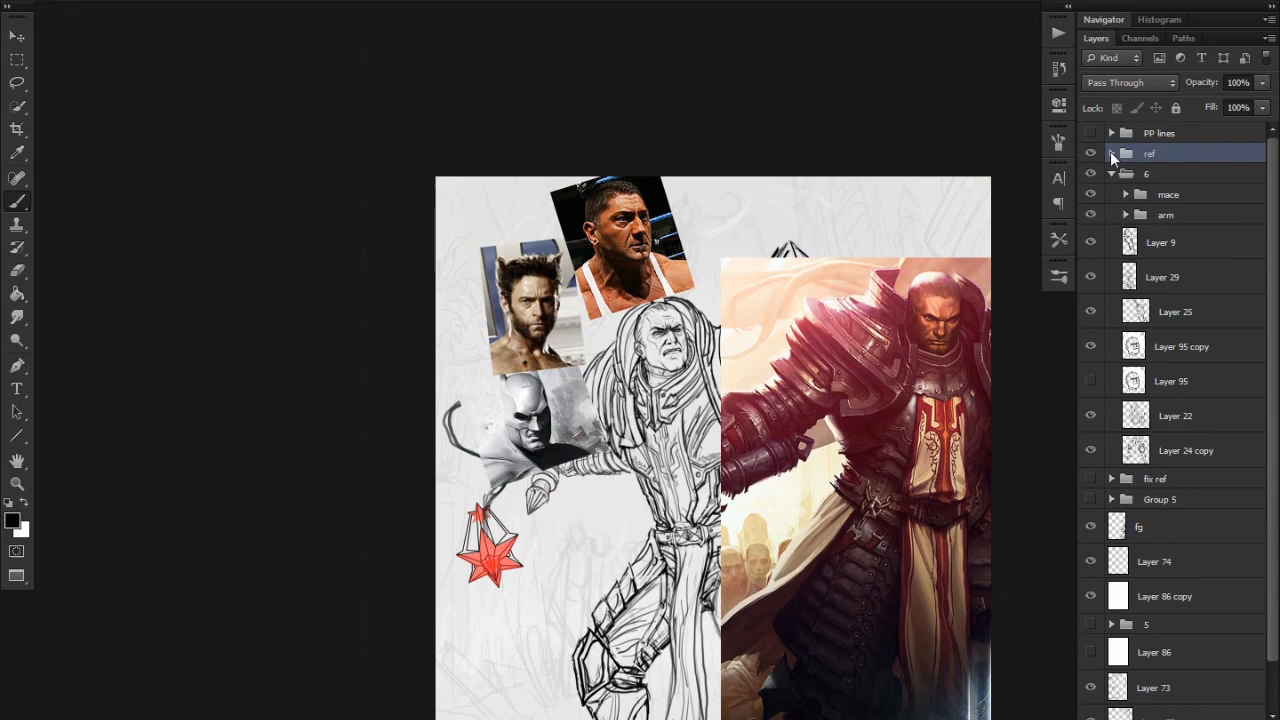 Navigator Histogram
Layers Channels Paths
Kind T
Pass Through Opacity: 100%
Lock: Fill: 100%
PP lines
ref
6
mace
arm
Layer 9
Layer 29
Layer 25
Layer 95 copy
Layer 95
Layer 22
Layer 24 copy
fix ref
Group 5
fg
Layer 74
Layer 86 copy
5
Layer 86
Layer 73
A
T